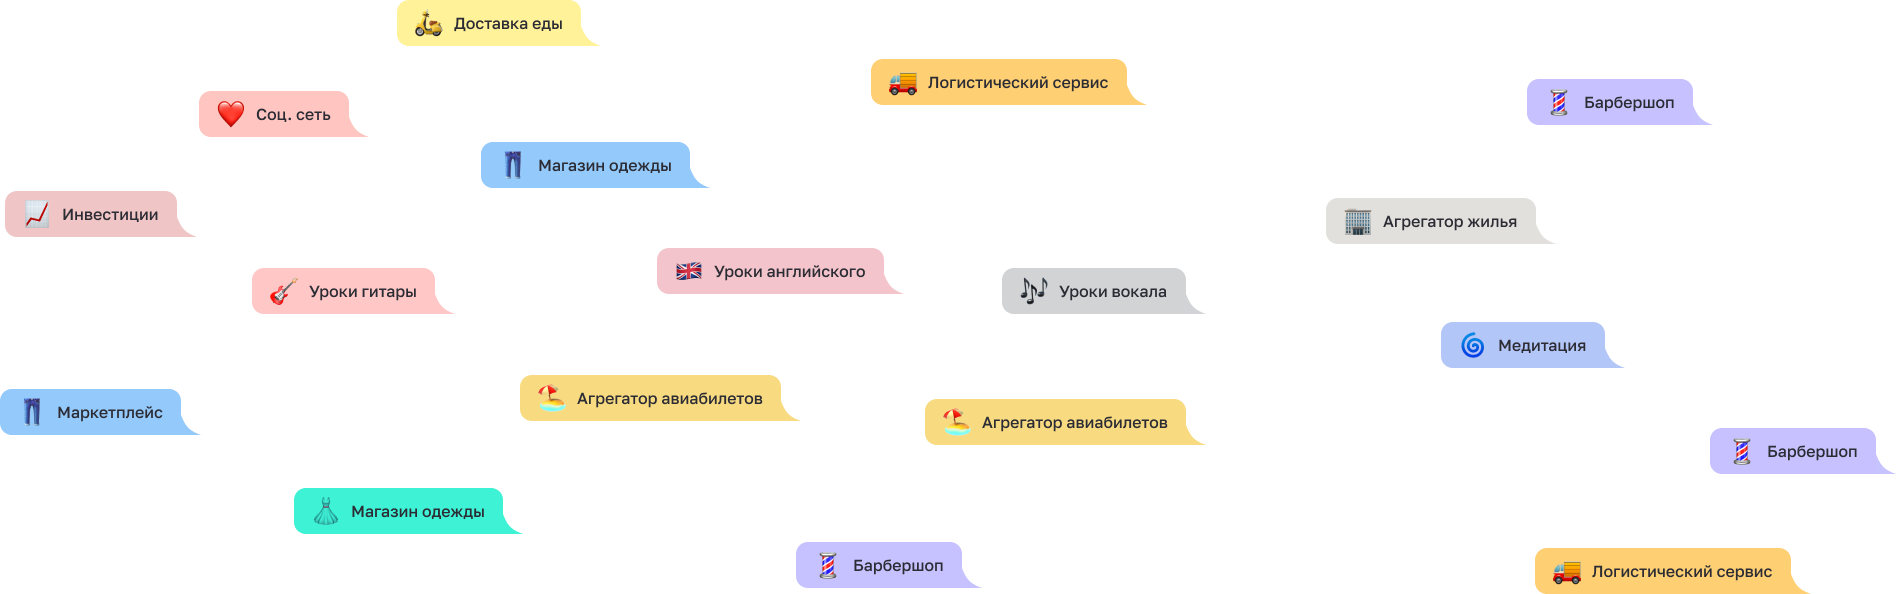 Доставка еды
Логистический сервис
Барбершоп
Соц. сеть
Магазин одежды
Инвестиции
Агрегатор жилья
Уроки английского
Уроки гитары
Уроки вокала
Медитация
Агрегатор авиабилетов
Маркетплейс
Агрегатор авиабилетов
Барбершоп
Магазин одежды
Барбершоп
Логистический сервис